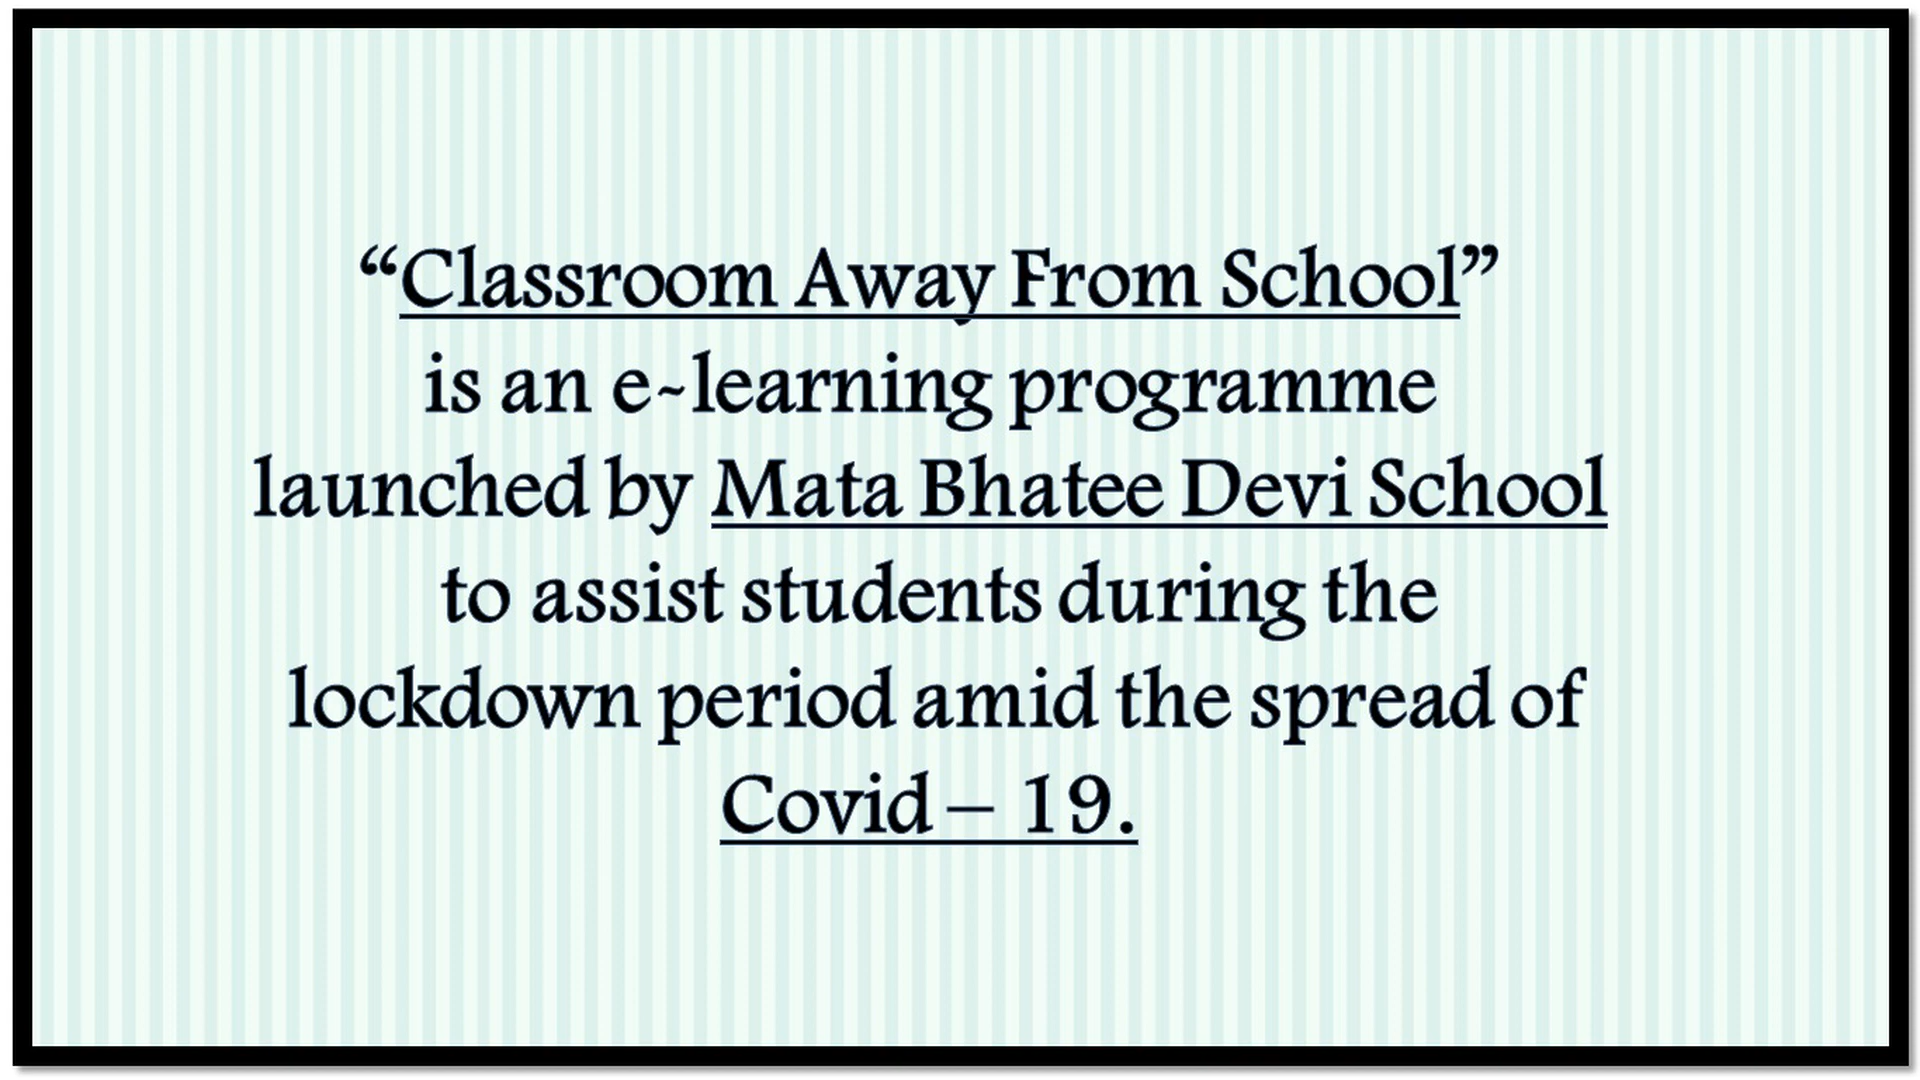 “Classroom Away From School”
is an e-learning programme
launched by Mata Bhatee Devi School
to assist students during the
lockdown period amid the spread of
Covid – 19.